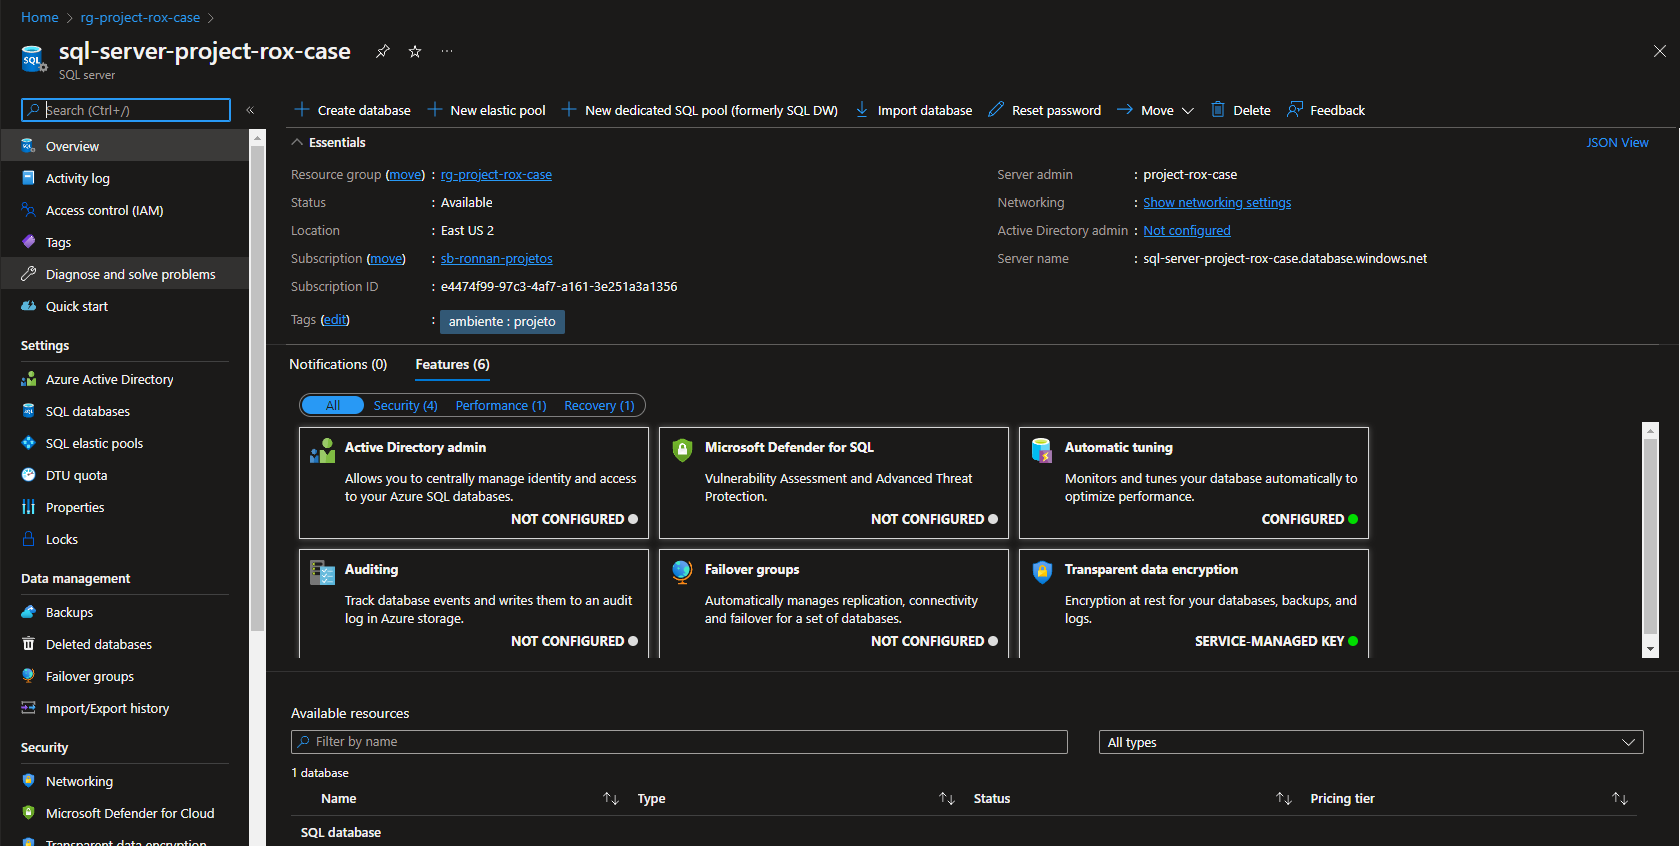 Home > rg-project-rox-case >
sql-server-project-rox-case
SQL server
Search (Ctrl+/)
Overview
Activity log
Access control (IAM)
Tags
Diagnose and solve problems
Quick start
Settings
Azure Active Directory
SQL databases
SQL elastic pools
DTU quota
Properties
Locks
Data management
Backups
Deleted databases
Failover groups
Import/Export history
Security
Networking
Microsoft Defender for Cloud
Transparent data encryption
Create database New elastic pool New dedicated SQL pool (formerly SQL DW) Import database Reset password Move Delete Feedback
Essentials JSON View
Resource group (move) : rg-project-rox-case
Status : Available
Location : East US 2
Subscription (move) : sb-ronnan-projetos
Subscription ID : e4474f99-97c3-4af7-a161-3e251a3a1356
Tags (edit) : ambiente : projeto
Server admin : project-rox-case
Networking : Show networking settings
Active Directory admin : Not configured
Server name : sql-server-project-rox-case.database.windows.net
Notifications (0) Features (6)
All Security (4) Performance (1) Recovery (1)
Active Directory admin
Allows you to centrally manage identity and access
to your Azure SQL databases.
NOT CONFIGURED
Microsoft Defender for SQL
Vulnerability Assessment and Advanced Threat
Protection.
NOT CONFIGURED
Automatic tuning
Monitors and tunes your database automatically to
optimize performance.
CONFIGURED
Auditing
Track database events and writes them to an audit
log in Azure storage.
NOT CONFIGURED
Failover groups
Automatically manages replication, connectivity
and failover for a set of databases.
NOT CONFIGURED
Transparent data encryption
Encryption at rest for your databases, backups, and
logs.
SERVICE-MANAGED KEY
Available resources
Filter by name All types
1 database
Name Type Status Pricing tier
SQL database